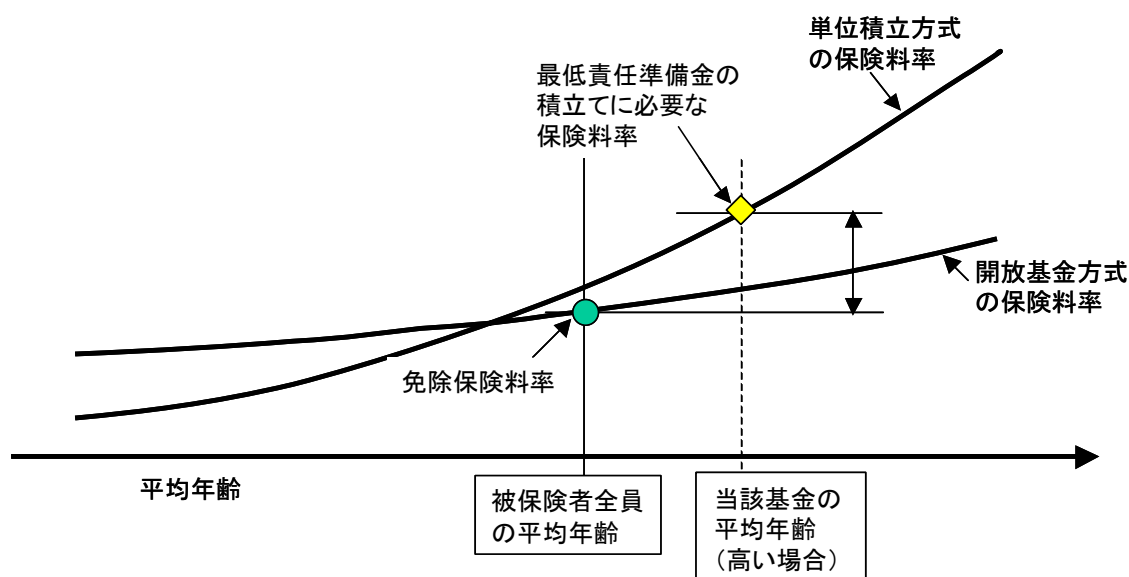 単位積立方式
の保険料率
最低責任準備金の
積立てに必要な
保険料率
開放基金方式
の保険料率
免除保険料率
平均年齢
被保険者全員
の平均年齢
当該基金の
平均年齢
（高い場合）